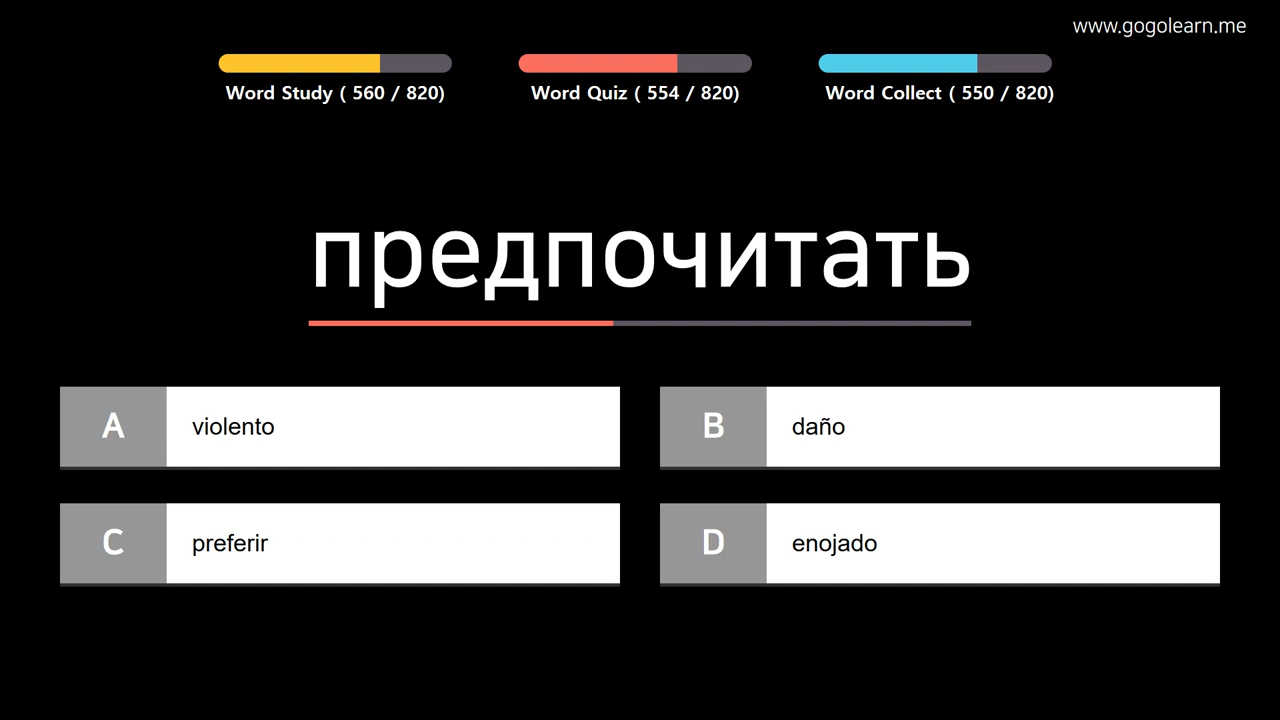 www.gogolearn.me
Word Study ( 560 / 820)
Word Quiz ( 554 / 820)
Word Collect ( 550 / 820)
предпочитать
A violento
B daño
C preferir
D enojado